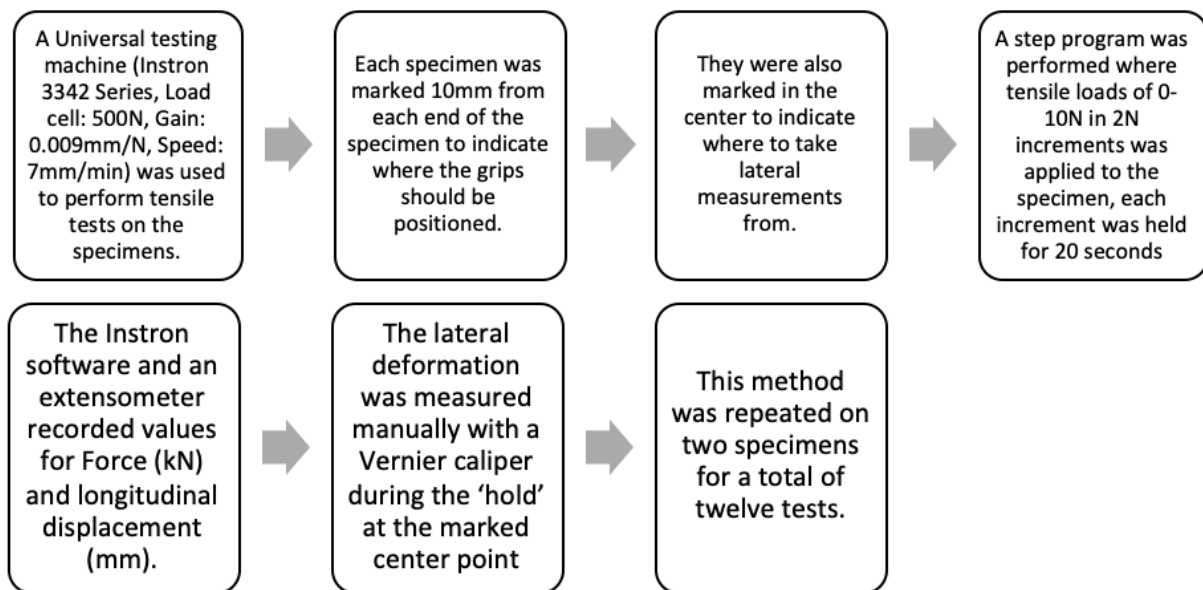 A Universal testing
machine (Instron
3342 Series, Load
cell: 500N, Gain:
0.009mm/N, Speed:
7mm/min) was used
to perform tensile
tests on the
specimens.
Each specimen was
marked 10mm from
each end of the
specimen to indicate
where the grips
should be
positioned.
They were also
marked in the
center to indicate
where to take
lateral
measurements
from.
A step program was
performed where
tensile loads of 0-
10N in 2N
increments was
applied to the
specimen, each
increment was held
for 20 seconds
The Instron
software and an
extensometer
recorded values
for Force (kN)
and longitudinal
displacement
(mm).
The lateral
deformation
was measured
manually with a
Vernier caliper
during the ‘hold’
at the marked
center point
This method
was repeated on
two specimens
for a total of
twelve tests.